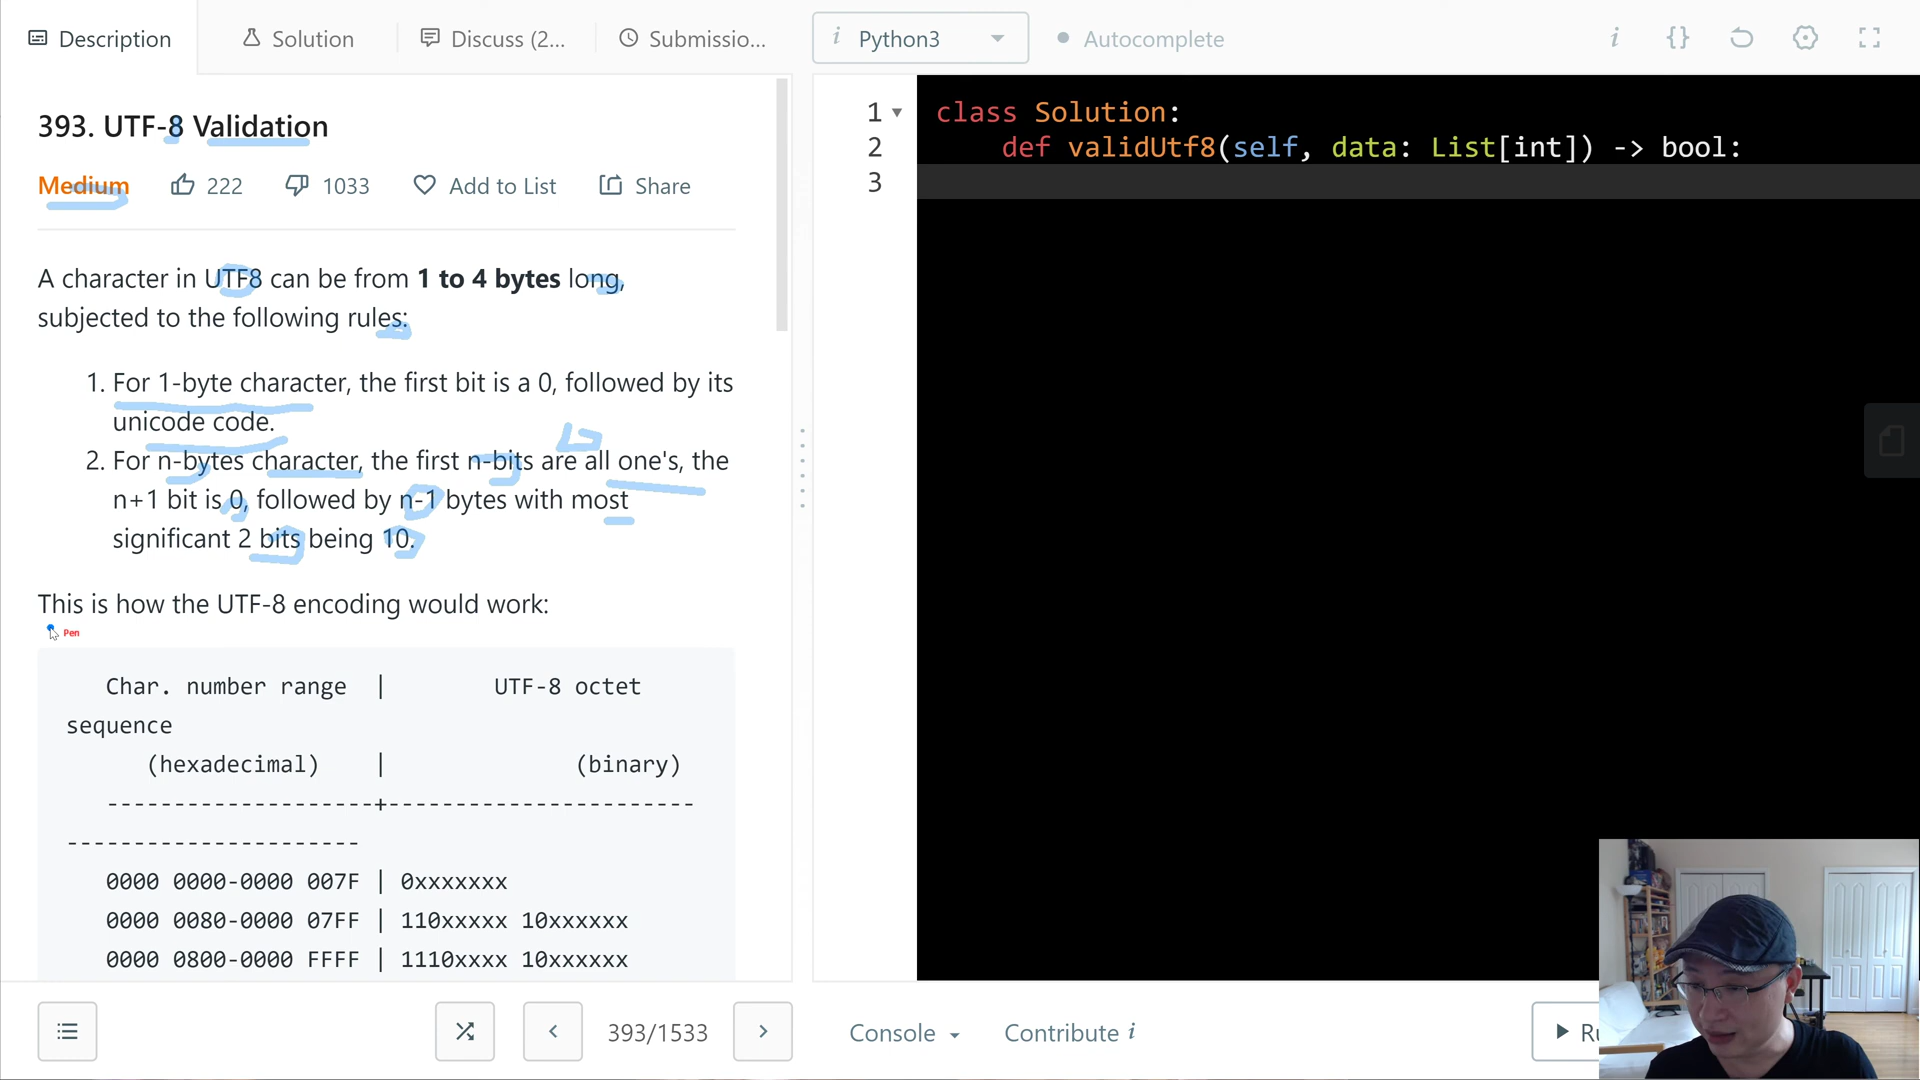 Description
Solution
Discuss (2...
Submissio...
i Python3
Autocomplete
i {}
393. UTF-8 Validation
Medium 222 1033 Add to List Share
A character in UTF8 can be from 1 to 4 bytes long,
subjected to the following rules:
1. For 1-byte character, the first bit is a 0, followed by its
unicode code.
2. For n-bytes character, the first n-bits are all one's, the
n+1 bit is 0, followed by n-1 bytes with most
significant 2 bits being 10.
This is how the UTF-8 encoding would work:
Pen
Char. number range | UTF-8 octet
sequence
(hexadecimal) | (binary)
--------------------+-----------------------
----------------------
0000 0000-0000 007F | 0xxxxxxx
0000 0080-0000 07FF | 110xxxxx 10xxxxxx
0000 0800-0000 FFFF | 1110xxxx 10xxxxxx
1 class Solution:
2 def validUtf8(self, data: List[int]) -> bool:
3
393/1533
Console
Contribute i